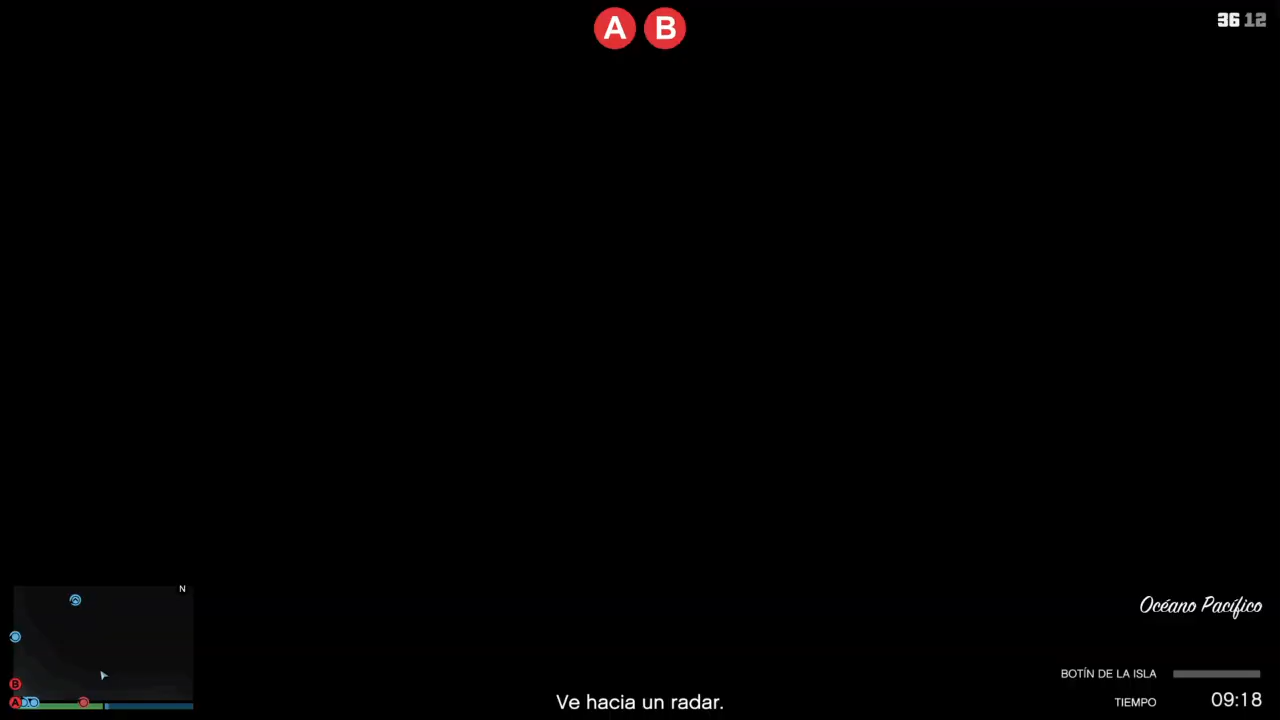 A B
36 12
N
Océano Pacífico
B
A
BOTÍN DE LA ISLA
Ve hacia un radar.
TIEMPO 09:18